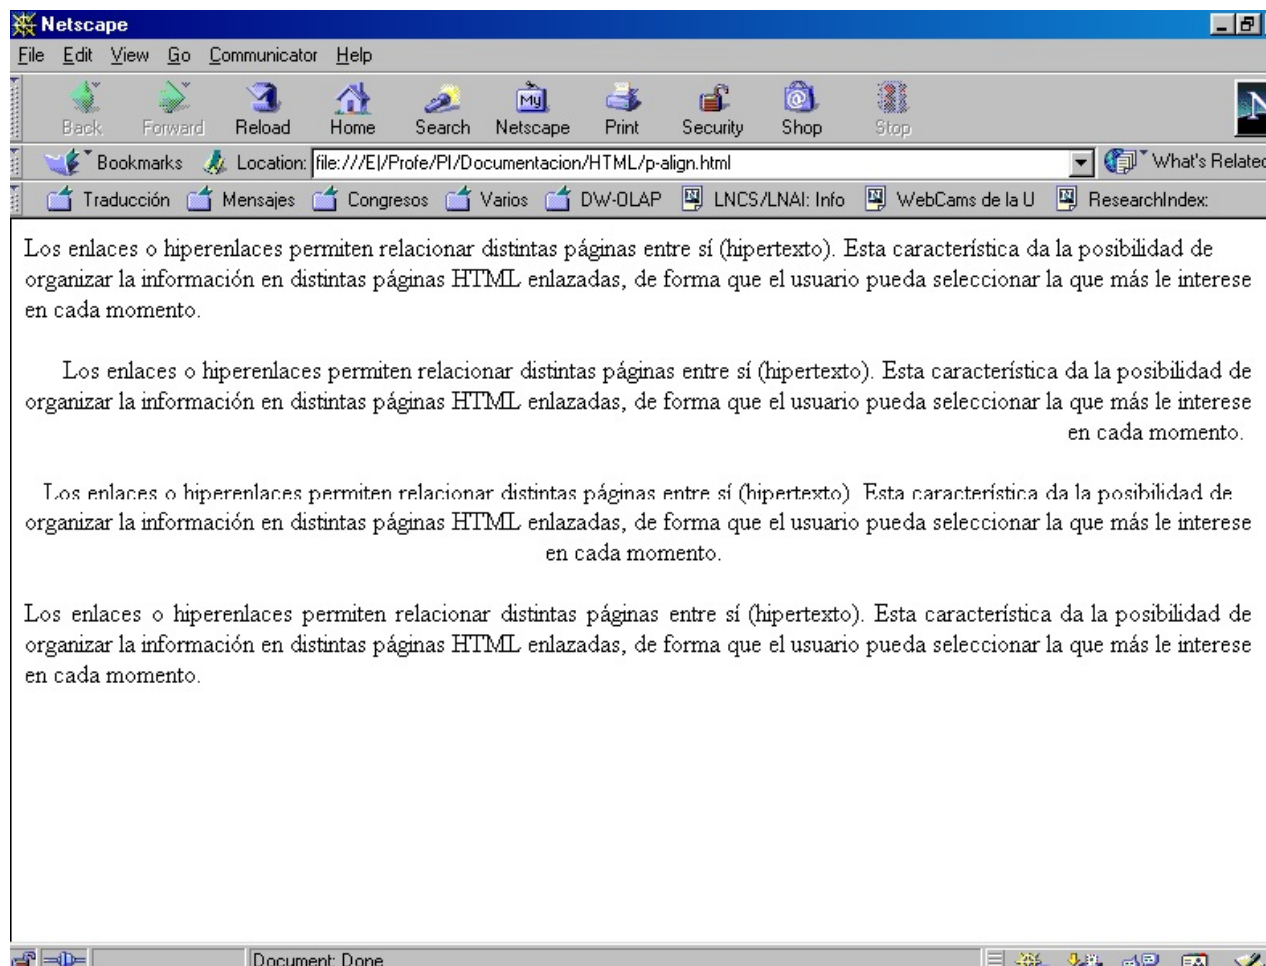 Netscape
File Edit View Go Communicator Help
Back Forward Reload Home Search Netscape Print Security Shop Stop
Bookmarks Location: file:///E|/Profe/PI/Documentacion/HTML/p-align.html What's Related
Traducción Mensajes Congresos Varios DW-OLAP LNCS/LNAI: Info WebCams de la U ResearchIndex:
Los enlaces o hiperenlaces permiten relacionar distintas páginas entre sí (hipertexto). Esta característica da la posibilidad de
organizar la información en distintas páginas HTML enlazadas, de forma que el usuario pueda seleccionar la que más le interese
en cada momento.
Los enlaces o hiperenlaces permiten relacionar distintas páginas entre sí (hipertexto). Esta característica da la posibilidad de
organizar la información en distintas páginas HTML enlazadas, de forma que el usuario pueda seleccionar la que más le interese
en cada momento.
Los enlaces o hiperenlaces permiten relacionar distintas páginas entre sí (hipertexto). Esta característica da la posibilidad de
organizar la información en distintas páginas HTML enlazadas, de forma que el usuario pueda seleccionar la que más le interese
en cada momento.
Los enlaces o hiperenlaces permiten relacionar distintas páginas entre sí (hipertexto). Esta característica da la posibilidad de
organizar la información en distintas páginas HTML enlazadas, de forma que el usuario pueda seleccionar la que más le interese
en cada momento.
Document: Done